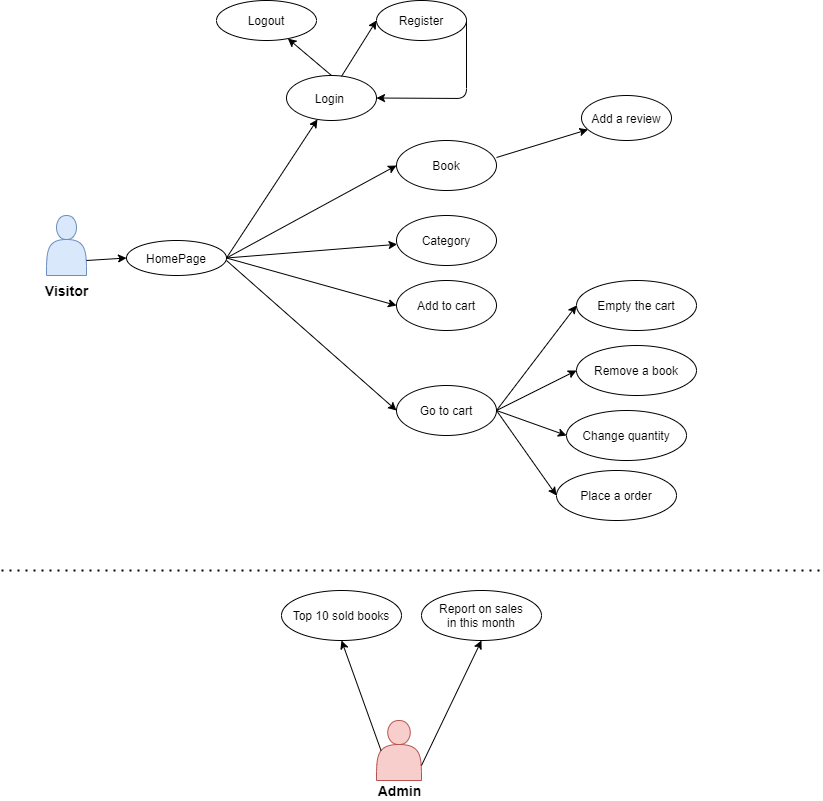 Logout
Register
Login
Add a review
Book
Category
HomePage
Visitor
Add to cart
Empty the cart
Remove a book
Go to cart
Change quantity
Place a order
Top 10 sold books
Report on sales
in this month
Admin